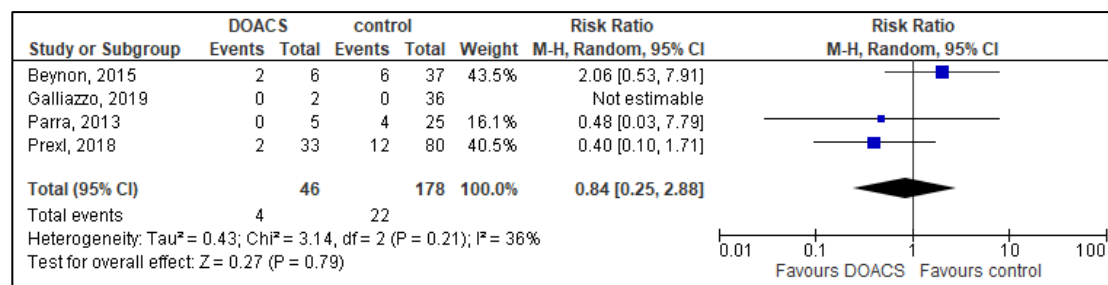 DOACS control Risk Ratio Risk Ratio
Study or Subgroup Events Total Events Total Weight M-H, Random, 95% CI M-H, Random, 95% CI
Beynon, 2015 2 6 6 37 43.5% 2.06 [0.53, 7.91]
Galliazzo, 2019 0 2 0 36 Not estimable
Parra, 2013 0 5 4 25 16.1% 0.48 [0.03, 7.79]
Prexl, 2018 2 33 12 80 40.5% 0.40 [0.10, 1.71]
Total (95% CI) 46 178 100.0% 0.84 [0.25, 2.88]
Total events 4 22
Heterogeneity: Tau² = 0.43; Chi² = 3.14, df = 2 (P = 0.21); I² = 36%
Test for overall effect: Z = 0.27 (P = 0.79)
0.01 0.1 1 10 100
Favours DOACS Favours control